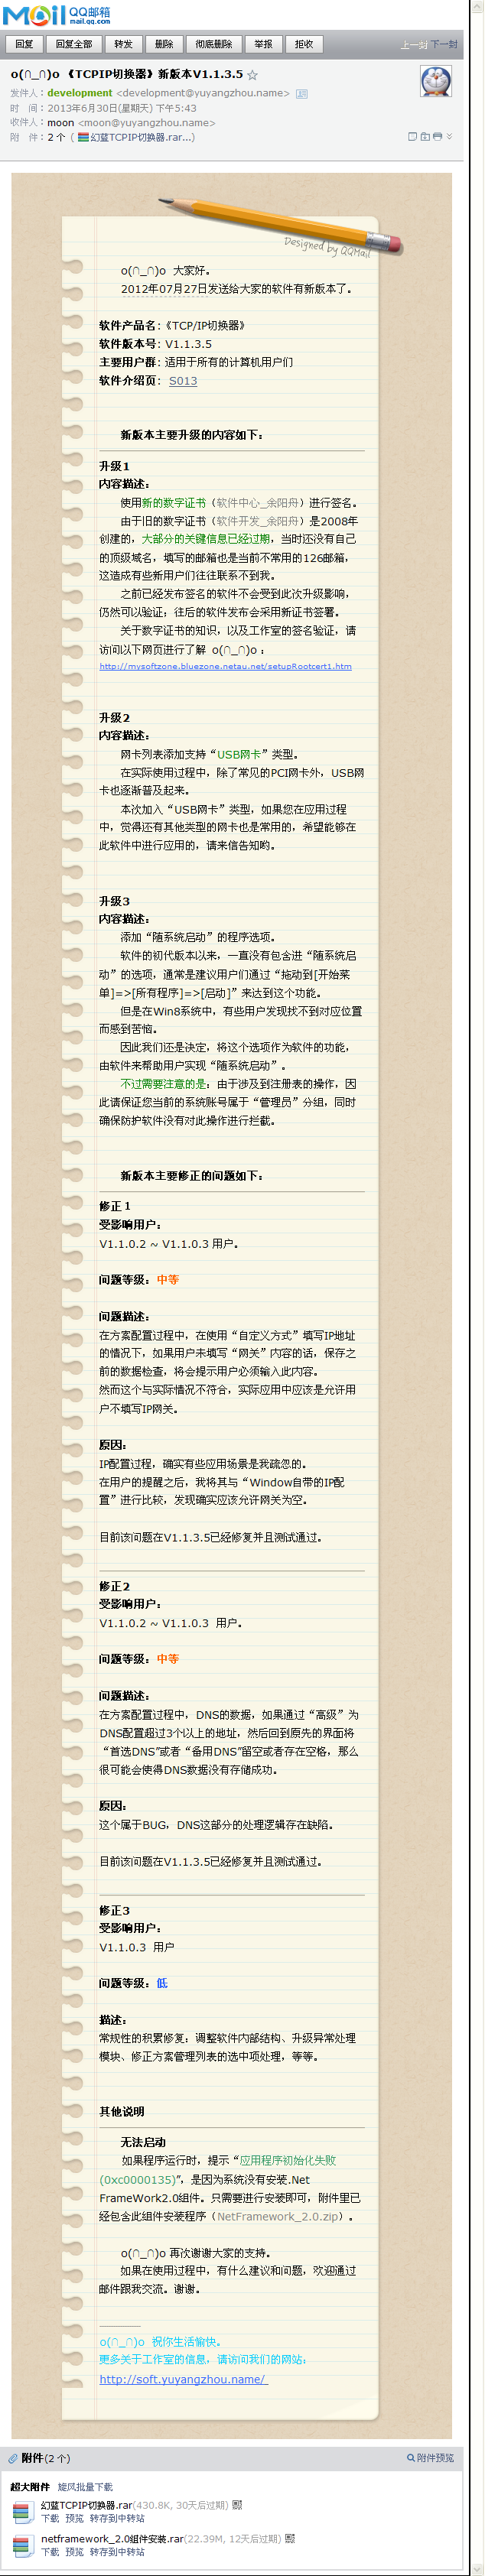 Mail QQ邮箱
mail.qq.com
回复 回复全部 转发 删除 彻底删除 举报 拒收 上一封 下一封
o(∩_∩)o 《TCPIP切换器》新版本V1.1.3.5 ☆
发件人：development <development@yuyangzhou.name>
时　间：2013年6月30日(星期天) 下午5:43
收件人：moon <moon@yuyangzhou.name>
附　件：2 个 ( 幻蓝TCPIP切换器.rar...)
Designed by QQMail
o(∩_∩)o 大家好。
2012年07月27日发送给大家的软件有新版本了。
软件产品名：《TCP/IP切换器》
软件版本号：V1.1.3.5
主要用户群：适用于所有的计算机用户们
软件介绍页： S013
新版本主要升级的内容如下：
升级1
内容描述：
使用新的数字证书（软件中心_余阳舟）进行签名。
由于旧的数字证书（软件开发_余阳舟）是2008年
创建的，大部分的关键信息已经过期，当时还没有自己
的顶级域名，填写的邮箱也是当前不常用的126邮箱，
这造成有些新用户们往往联系不到我。
之前已经发布签名的软件不会受到此次升级影响，
仍然可以验证，往后的软件发布会采用新证书签署。
关于数字证书的知识，以及工作室的签名验证，请
访问以下网页进行了解 o(∩_∩)o ：
http://mysoftzone.bluezone.netau.net/setupRootcert1.htm
升级2
内容描述：
网卡列表添加支持“USB网卡”类型。
在实际使用过程中，除了常见的PCI网卡外，USB网
卡也逐渐普及起来。
本次加入“USB网卡”类型，如果您在应用过程
中，觉得还有其他类型的网卡也是常用的，希望能够在
此软件中进行应用的，请来信告知哟。
升级3
内容描述：
添加“随系统启动”的程序选项。
软件的初代版本以来，一直没有包含进“随系统启
动”的选项，通常是建议用户们通过“拖动到[开始菜
单]=>[所有程序]=>[启动]”来达到这个功能。
但是在Win8系统中，有些用户发现找不到对应位置
而感到苦恼。
因此我们还是决定，将这个选项作为软件的功能，
由软件来帮助用户实现“随系统启动”。
不过需要注意的是：由于涉及到注册表的操作，因
此请保证您当前的系统账号属于“管理员”分组，同时
确保防护软件没有对此操作进行拦截。
新版本主要修正的问题如下：
修正 1
受影响用户：
V1.1.0.2 ~ V1.1.0.3 用户。
问题等级：中等
问题描述：
在方案配置过程中，在使用“自定义方式”填写IP地址
的情况下，如果用户未填写“网关”内容的话，保存之
前的数据检查，将会提示用户必须输入此内容。
然而这个与实际情况不符合，实际应用中应该是允许用
户不填写IP网关。
原因：
IP配置过程，确实有些应用场景是我疏忽的。
在用户的提醒之后，我将其与“Window自带的IP配
置”进行比较，发现确实应该允许网关为空。
目前该问题在V1.1.3.5已经修复并且测试通过。
修正2
受影响用户：
V1.1.0.2 ~ V1.1.0.3 用户。
问题等级：中等
问题描述：
在方案配置过程中，DNS的数据，如果通过“高级”为
DNS配置超过3个以上的地址，然后回到原先的界面将
“首选DNS”或者“备用DNS”留空或者存在空格，那么
很可能会使得DNS数据没有存储成功。
原因：
这个属于BUG，DNS这部分的处理逻辑存在缺陷。
目前该问题在V1.1.3.5已经修复并且测试通过。
修正3
受影响用户：
V1.1.0.3 用户
问题等级：低
描述：
常规性的积累修复：调整软件内部结构、升级异常处理
模块、修正方案管理列表的选中项处理，等等。
其他说明
无法启动
如果程序运行时，提示“应用程序初始化失败
(0xc0000135)”，是因为系统没有安装.Net
FrameWork2.0组件。只需要进行安装即可，附件里已
经包含此组件安装程序（NetFramework_2.0.zip）。
o(∩_∩)o 再次谢谢大家的支持。
如果在使用过程中，有什么建议和问题，欢迎通过
邮件跟我交流。谢谢。
o(∩_∩)o 祝你生活愉快。
更多关于工作室的信息，请访问我们的网站：
http://soft.yuyangzhou.name/
附件(2 个) 附件预览
超大附件 旋风批量下载
幻蓝TCPIP切换器.rar(430.8K, 30天后过期)
下载 预览 转存到中转站
netframework_2.0组件安装.rar(22.39M, 12天后过期)
下载 预览 转存到中转站